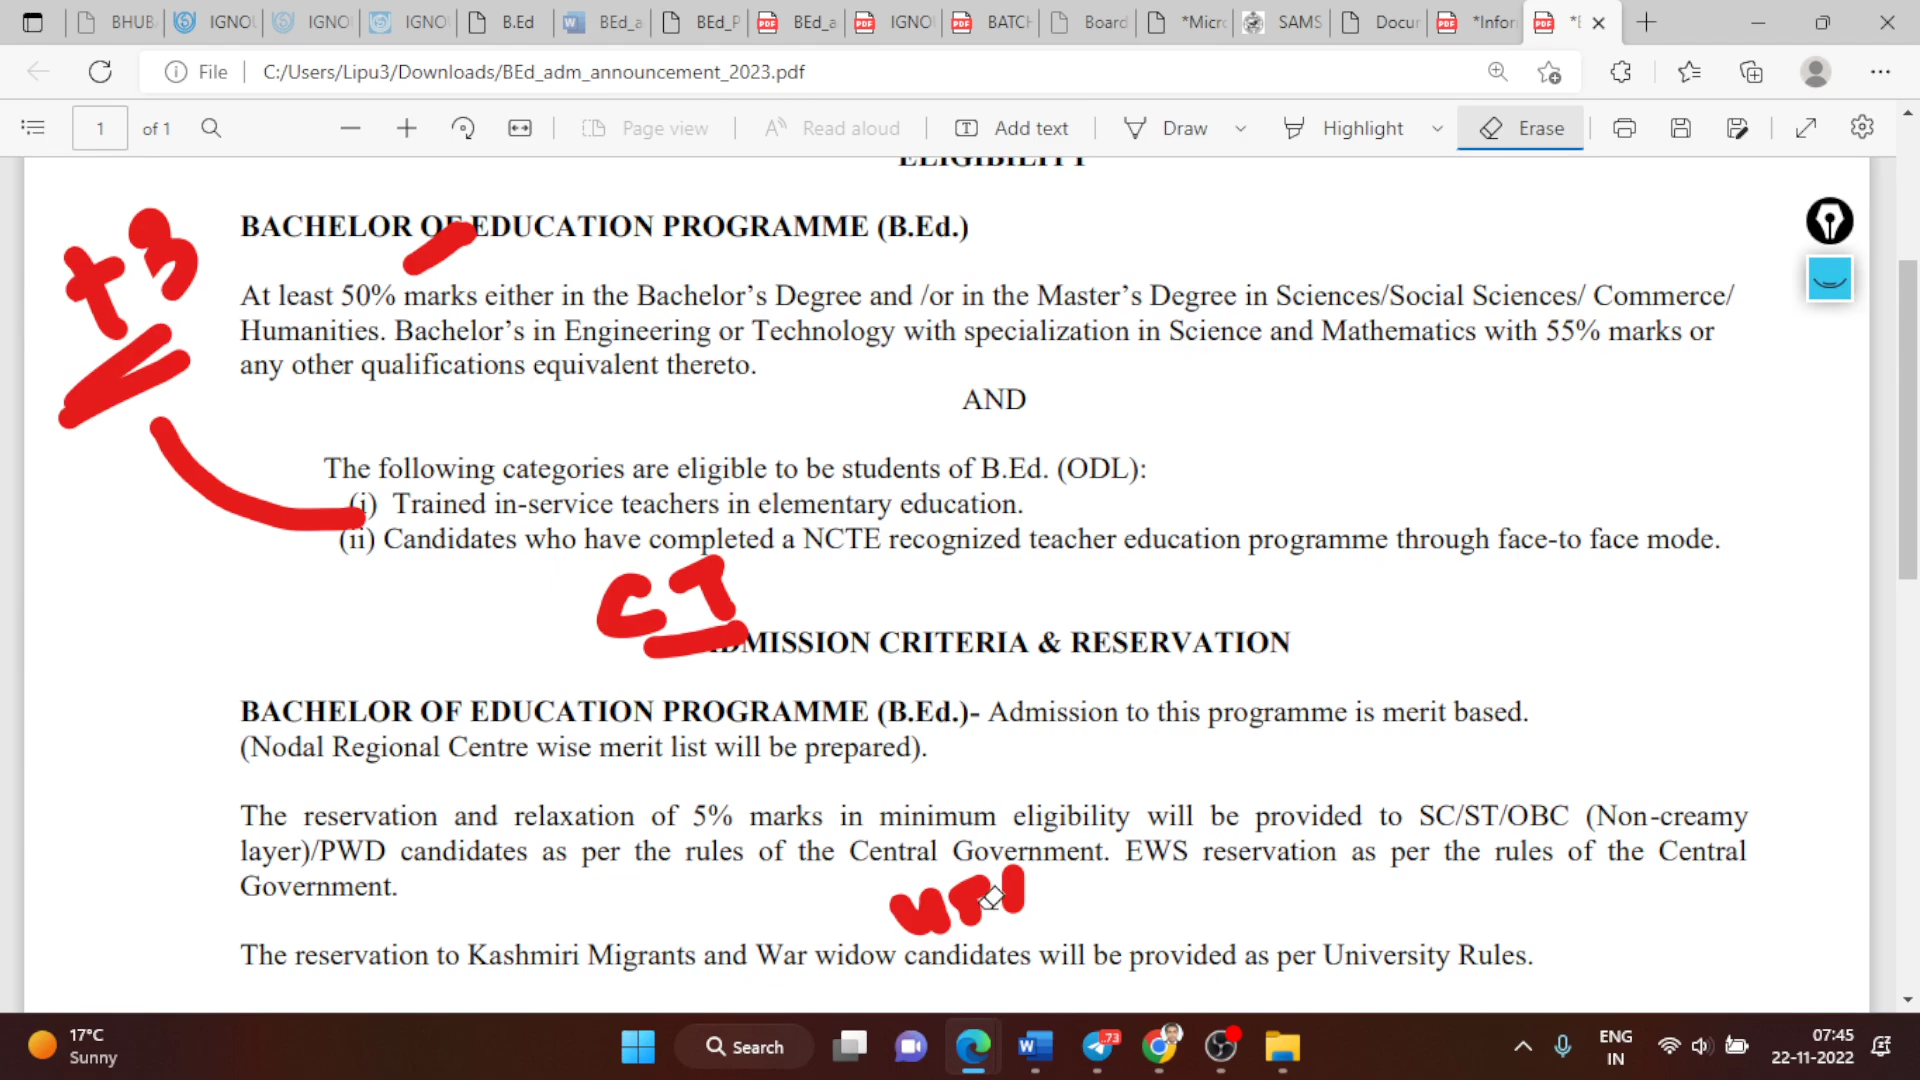 BHUBA
IGNOU
IGNO
IGNO
B.Ed
BEd_a
BEd_P
BEd_a
IGNO
BATCH
Board
*Micro
SAMS
Docur
*Infor
File
C:/Users/Lipu3/Downloads/BEd_adm_announcement_2023.pdf
1 of 1
Page view
Read aloud
Add text
Draw
Highlight
Erase
ELIGIBILITY
BACHELOR OF EDUCATION PROGRAMME (B.Ed.)
+3
At least 50% marks either in the Bachelor's Degree and /or in the Master's Degree in Sciences/Social Sciences/ Commerce/
Humanities. Bachelor's in Engineering or Technology with specialization in Science and Mathematics with 55% marks or
any other qualifications equivalent thereto.
AND
The following categories are eligible to be students of B.Ed. (ODL):
(i) Trained in-service teachers in elementary education.
(ii) Candidates who have completed a NCTE recognized teacher education programme through face-to face mode.
CT
ADMISSION CRITERIA & RESERVATION
BACHELOR OF EDUCATION PROGRAMME (B.Ed.)- Admission to this programme is merit based.
(Nodal Regional Centre wise merit list will be prepared).
The reservation and relaxation of 5% marks in minimum eligibility will be provided to SC/ST/OBC (Non-creamy
layer)/PWD candidates as per the rules of the Central Government. EWS reservation as per the rules of the Central
Government.
The reservation to Kashmiri Migrants and War widow candidates will be provided as per University Rules.
17°C
Sunny
Search
73
ENG
IN
07:45
22-11-2022